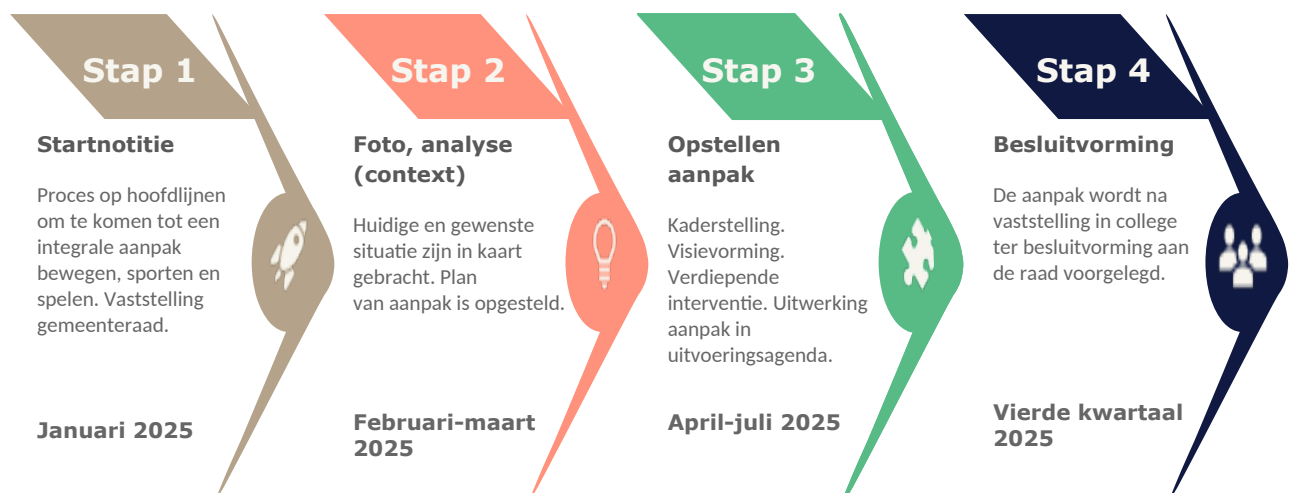 Stap 1
Startnotitie
Proces op hoofdlijnen
om te komen tot een
integrale aanpak
bewegen, sporten en
spelen. Vaststelling
gemeenteraad.
Januari 2025
Stap 2
Foto, analyse
(context)
Huidige en gewenste
situatie zijn in kaart
gebracht. Plan
van aanpak is opgesteld.
Februari-maart
2025
Stap 3
Opstellen
aanpak
Kaderstelling.
Visievorming.
Verdiepende
interventie. Uitwerking
aanpak in
uitvoeringsagenda.
April-juli 2025
Stap 4
Besluitvorming
De aanpak wordt na
vaststelling in college
ter besluitvorming aan
de raad voorgelegd.
Vierde kwartaal
2025